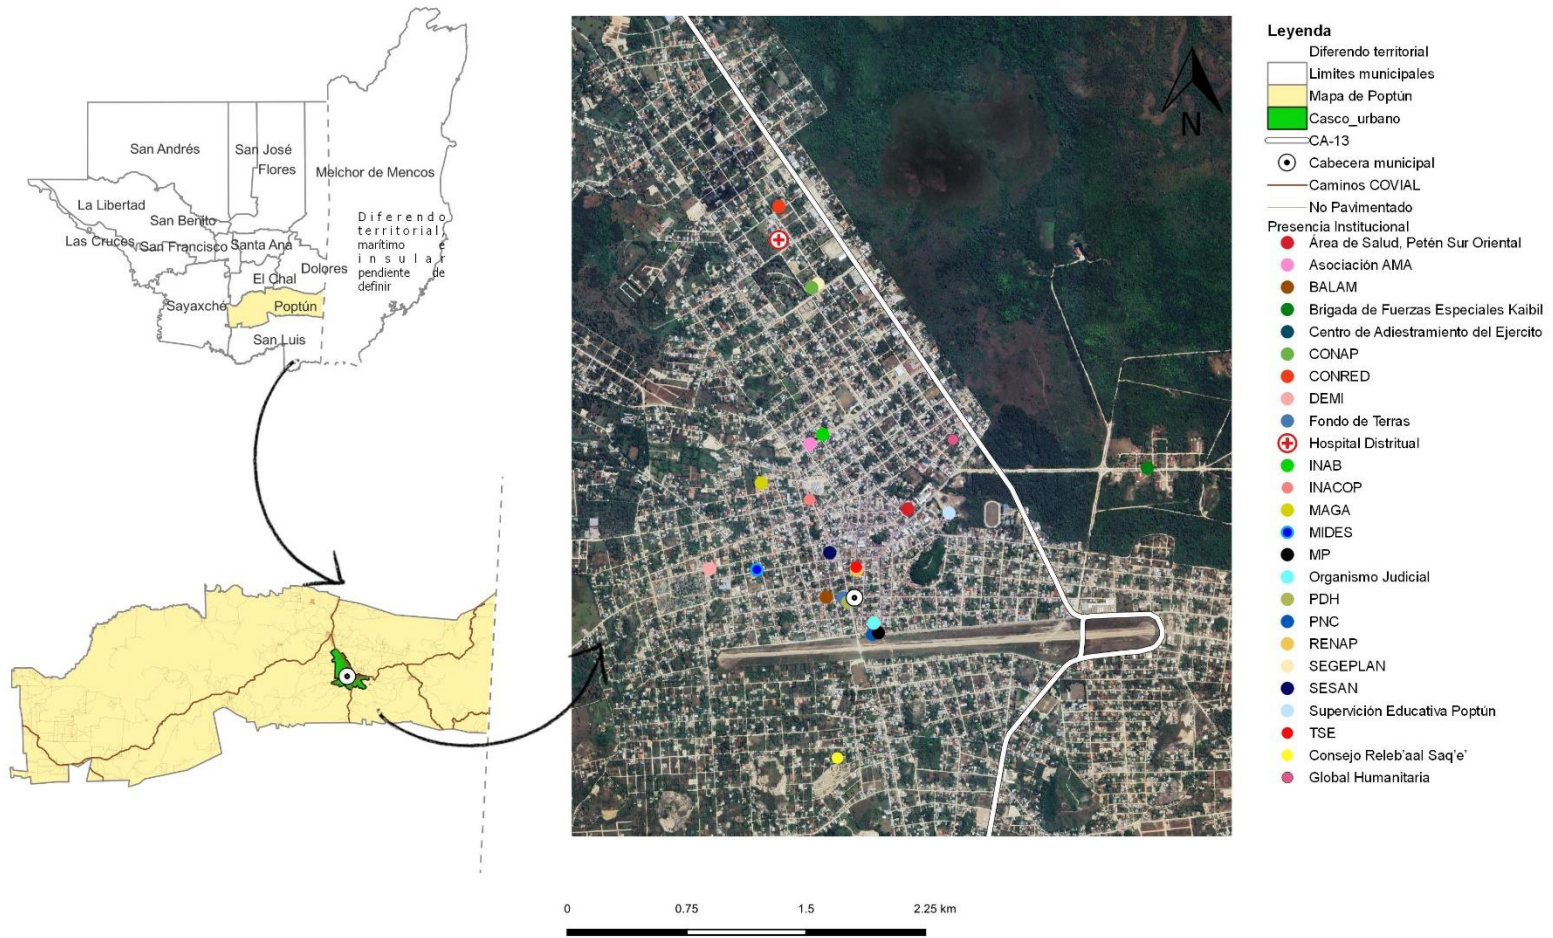 San Andrés
San José
Flores
Melchor de Mencos
La Libertad
San Benito
Las Cruces
San Francisco
Santa Ana
Dolores
El Chal
Sayaxché
Poptún
San Luis
Diferendo
territorial,
marítimo e
insular
pendiente de
definir
N
Leyenda
Diferendo territorial
Limites municipales
Mapa de Poptún
Casco_urbano
CA-13
Cabecera municipal
Caminos COVIAL
No Pavimentado
Presencia Institucional
Área de Salud, Petén Sur Oriental
Asociación AMA
BALAM
Brigada de Fuerzas Especiales Kaibil
Centro de Adiestramiento del Ejercito
CONAP
CONRED
DEMI
Fondo de Terras
Hospital Distritual
INAB
INACOP
MAGA
MIDES
MP
Organismo Judicial
PDH
PNC
RENAP
SEGEPLAN
SESAN
Supervición Educativa Poptún
TSE
Consejo Releb'aal Saq'e'
Global Humanitaria
0 0.75 1.5 2.25 km